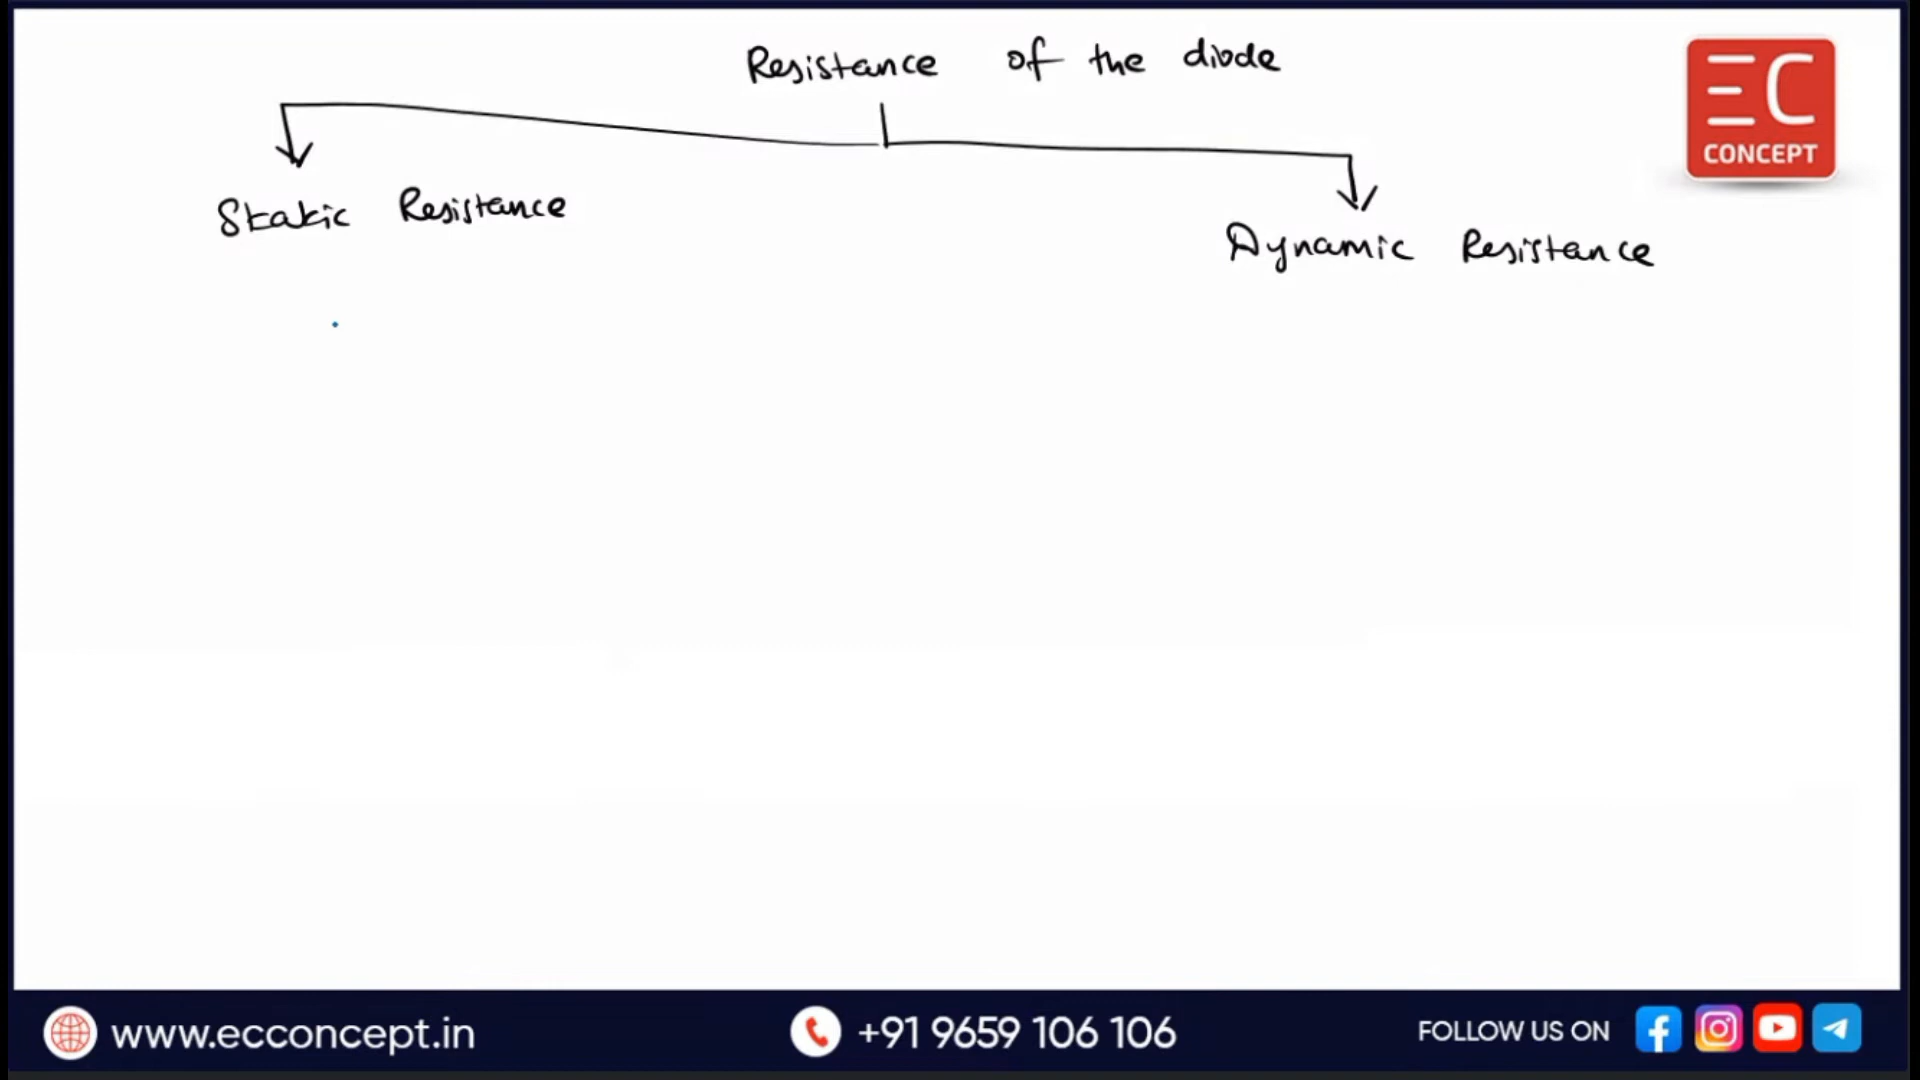 Resistance of the diode
Static Resistance
Dynamic Resistance
EC
CONCEPT
www.ecconcept.in
+91 9659 106 106
FOLLOW US ON